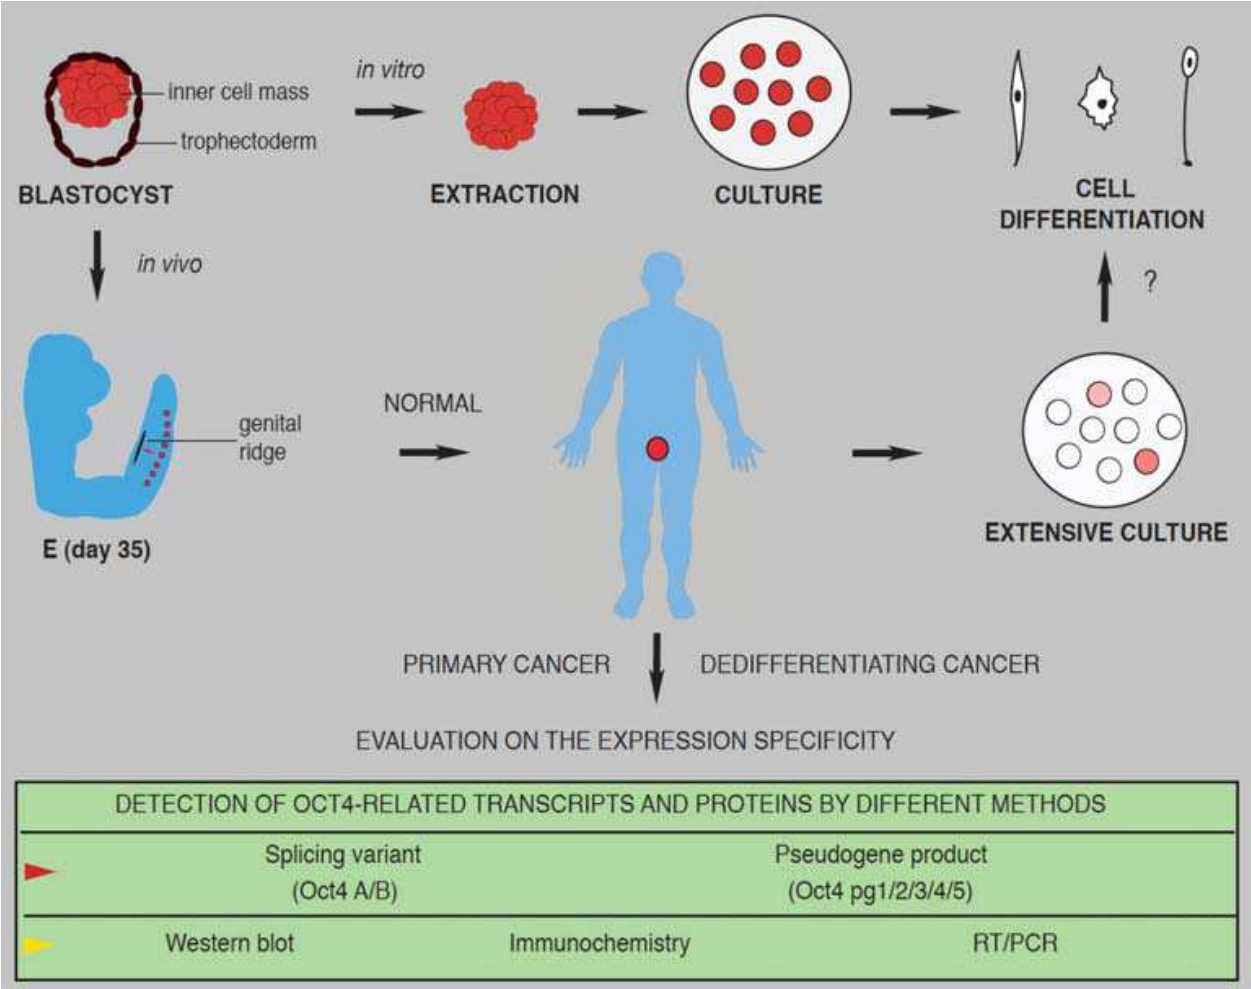 in vitro
inner cell mass
trophectoderm
BLASTOCYST
EXTRACTION
CULTURE
CELL
DIFFERENTIATION
in vivo
?
NORMAL
genital
ridge
E (day 35)
EXTENSIVE CULTURE
PRIMARY CANCER
DEDIFFERENTIATING CANCER
EVALUATION ON THE EXPRESSION SPECIFICITY
DETECTION OF OCT4-RELATED TRANSCRIPTS AND PROTEINS BY DIFFERENT METHODS
Splicing variant
(Oct4 A/B)
Pseudogene product
(Oct4 pg1/2/3/4/5)
Western blot
Immunochemistry
RT/PCR